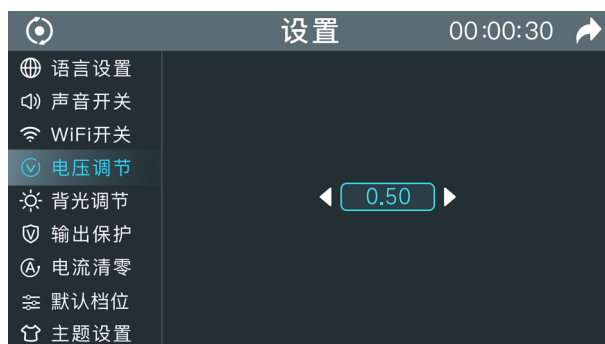 设置 00:00:30
语言设置
声音开关
WiFi开关
电压调节
背光调节
0.50
输出保护
电流清零
默认档位
主题设置